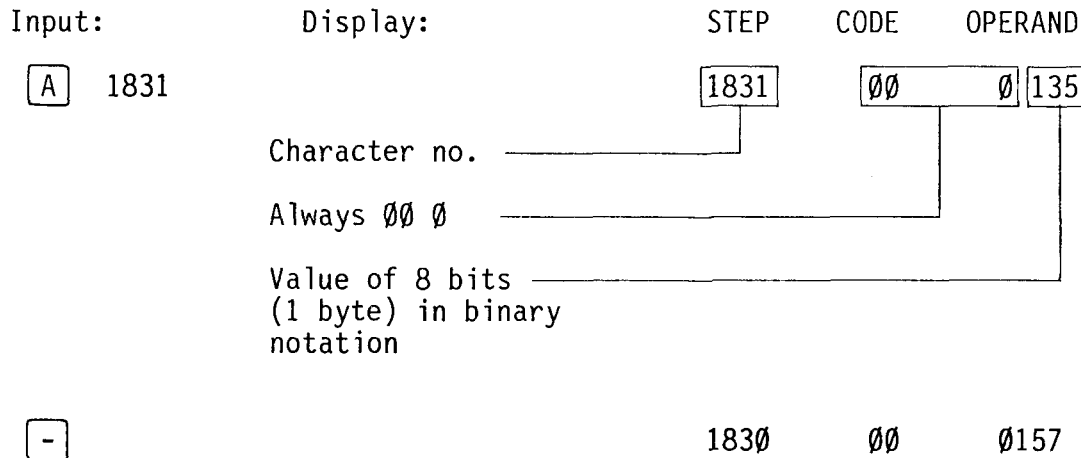 Input: Display: STEP CODE OPERAND
A 1831 1831 ØØ Ø 135
Character no.
Always ØØ Ø
Value of 8 bits
(1 byte) in binary
notation
- 183Ø ØØ Ø157